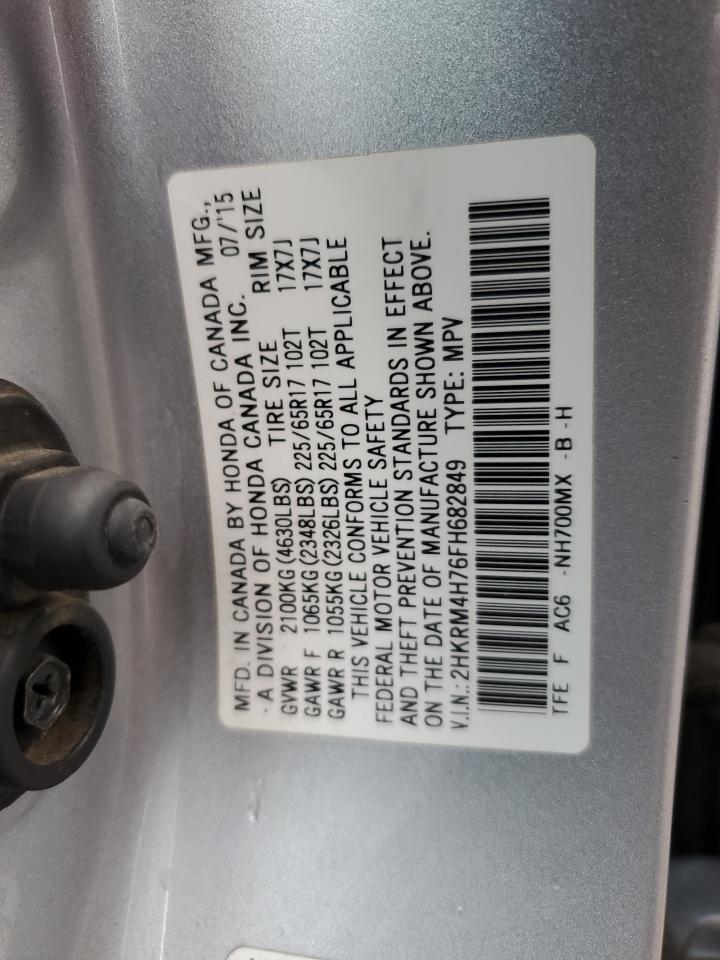 MFD. IN CANADA BY HONDA OF CANADA MFG.,
A DIVISION OF HONDA CANADA INC. 07/'15
GVWR 2100KG(4630LBS) TIRE SIZE RIM SIZE
GAWR F 1065KG(2348LBS) 225/65R17 102T 17X7J
GAWR R 1055KG(2326LBS) 225/65R17 102T 17X7J
THIS VEHICLE CONFORMS TO ALL APPLICABLE
FEDERAL MOTOR VEHICLE SAFETY
AND THEFT PREVENTION STANDARDS IN EFFECT
ON THE DATE OF MANUFACTURE SHOWN ABOVE.
V.I.N.: 2HKRM4H76FH682849 TYPE: MPV
TFE F AC6 -NH700MX -B -H